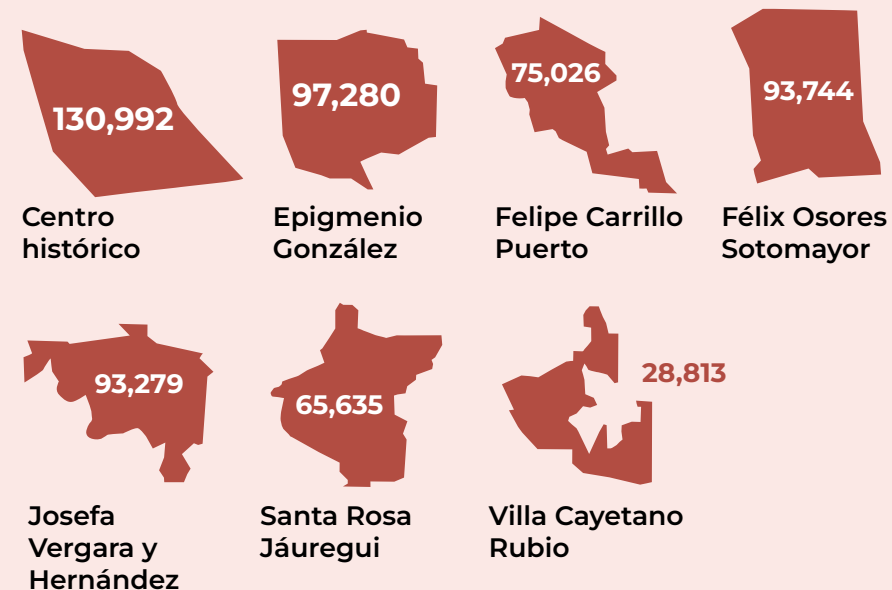 130,992
Centro
histórico
97,280
Epigmenio
González
75,026
Felipe Carrillo
Puerto
93,744
Félix Osores
Sotomayor
93,279
Josefa
Vergara y
Hernández
65,635
Santa Rosa
Jáuregui
28,813
Villa Cayetano
Rubio